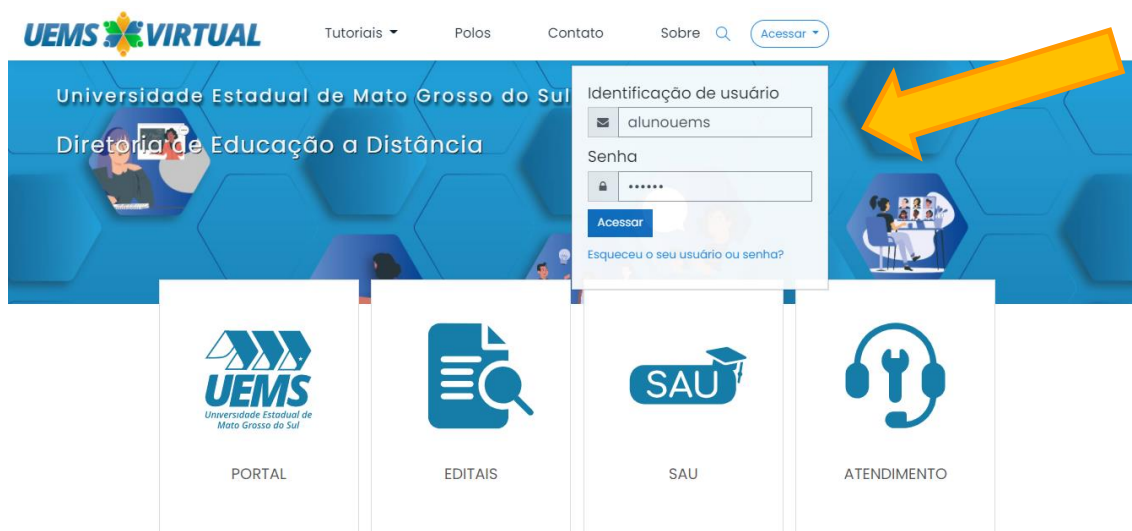 UEMS VIRTUAL
Tutoriais
Polos
Contato
Sobre
Acessar
Universidade Estadual de Mato Grosso do Sul
Diretoria de Educação a Distância
Identificação de usuário
alunouems
Senha
••••••
Acessar
Esqueceu o seu usuário ou senha?
UEMS
Universidade Estadual de
Mato Grosso do Sul
PORTAL
EDITAIS
SAU
SAU
ATENDIMENTO